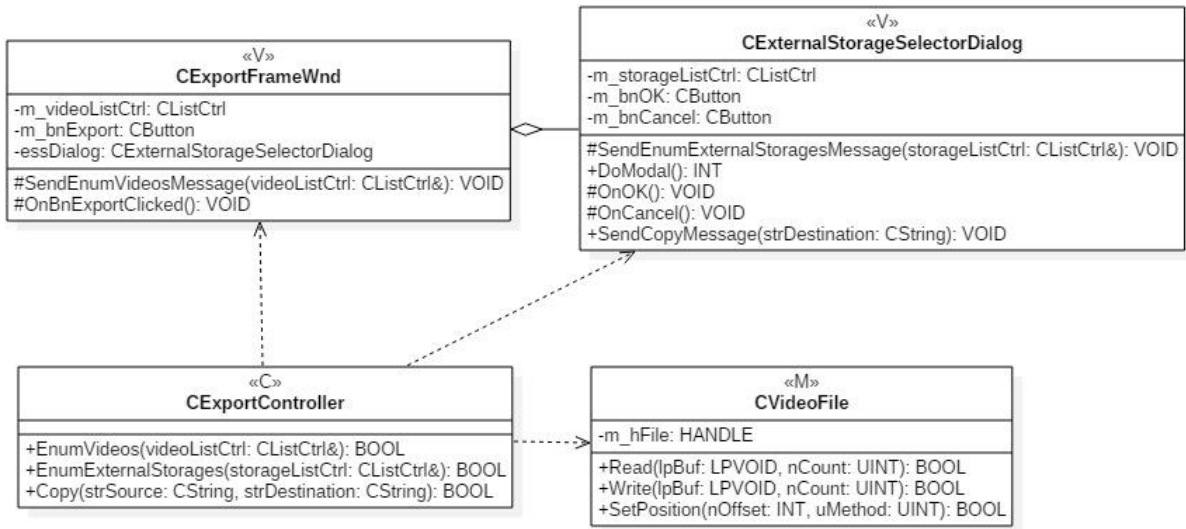 «V»
CExportFrameWnd
-m_videoListCtrl: CListCtrl
-m_bnExport: CButton
-essDialog: CExternalStorageSelectorDialog
#SendEnumVideosMessage(videoListCtrl: CListCtrl&): VOID
#OnBnExportClicked(): VOID
«V»
CExternalStorageSelectorDialog
-m_storageListCtrl: CListCtrl
-m_bnOK: CButton
-m_bnCancel: CButton
#SendEnumExternalStoragesMessage(storageListCtrl: CListCtrl&): VOID
+DoModal(): INT
#OnOK(): VOID
#OnCancel(): VOID
+SendCopyMessage(strDestination: CString): VOID
«C»
CExportController
+EnumVideos(videoListCtrl: CListCtrl&): BOOL
+EnumExternalStorages(storageListCtrl: CListCtrl&): BOOL
+Copy(strSource: CString, strDestination: CString): BOOL
«M»
CVideoFile
-m_hFile: HANDLE
+Read(lpBuf: LPVOID, nCount: UINT): BOOL
+Write(lpBuf: LPVOID, nCount: UINT): BOOL
+SetPosition(nOffset: INT, uMethod: UINT): BOOL